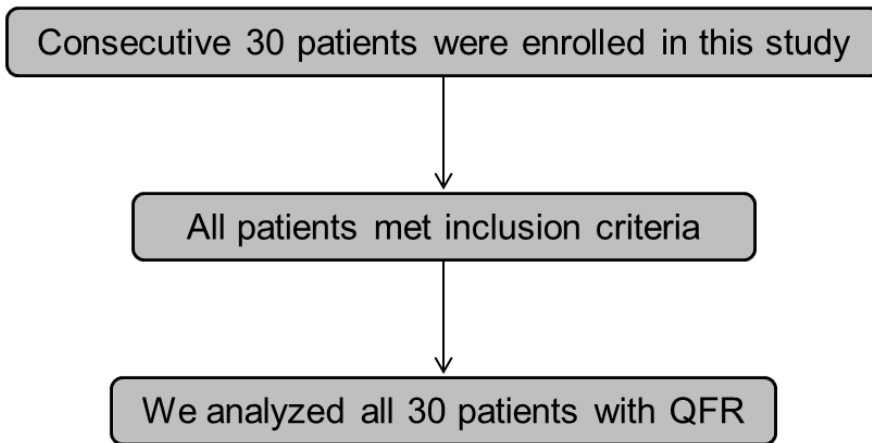 Consecutive 30 patients were enrolled in this study
All patients met inclusion criteria
We analyzed all 30 patients with QFR